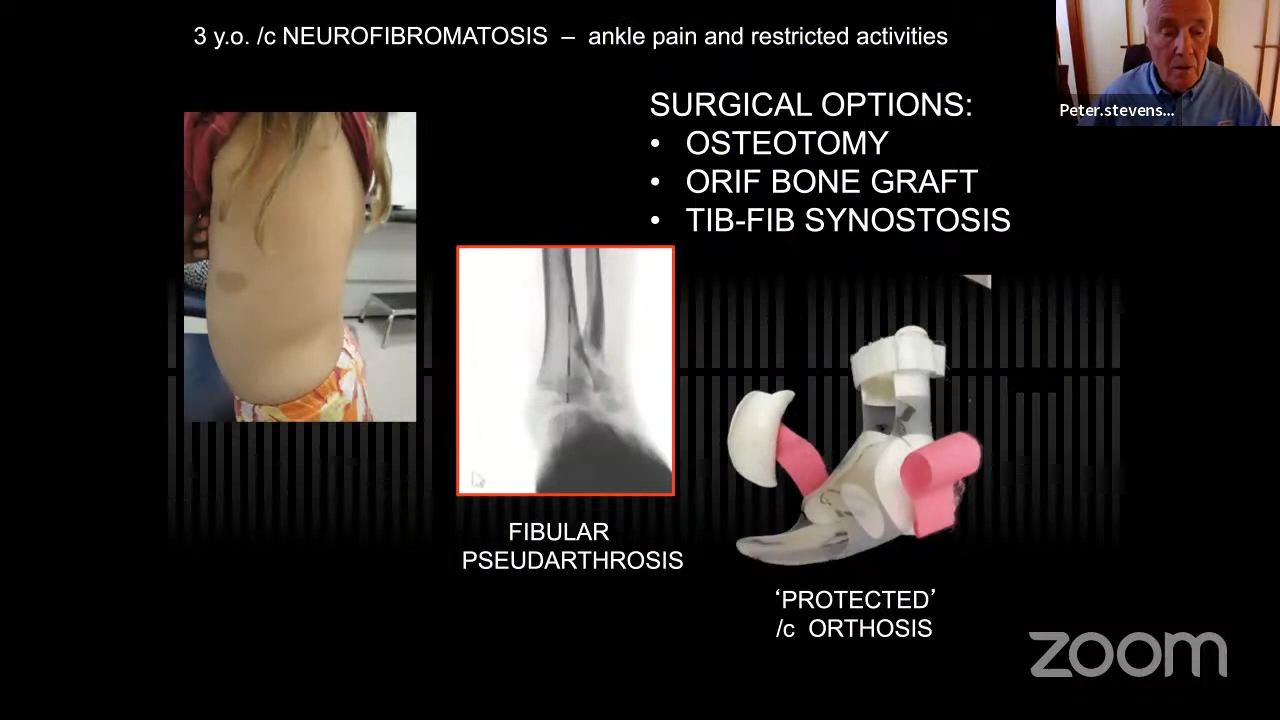 3 y.o. /c NEUROFIBROMATOSIS – ankle pain and restricted activities
Peter.stevens...
SURGICAL OPTIONS:
• OSTEOTOMY
• ORIF BONE GRAFT
• TIB-FIB SYNOSTOSIS
FIBULAR
PSEUDARTHROSIS
‘PROTECTED’
/c ORTHOSIS
zoom